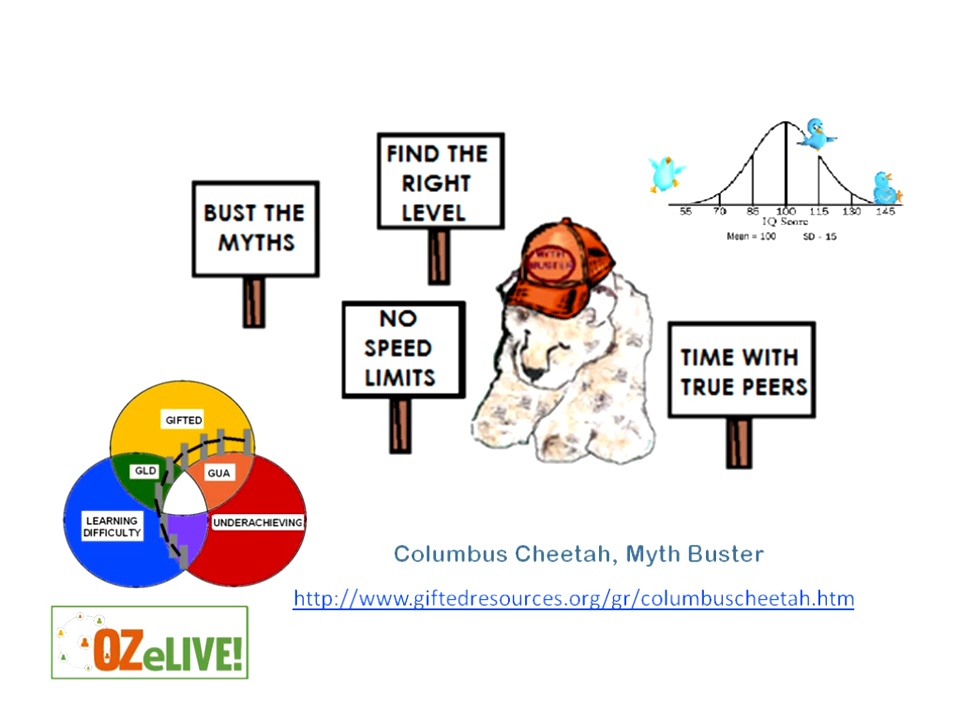 FIND THE
RIGHT
LEVEL
BUST THE
MYTHS
55 70 85 100 115 130 145
IQ Score
Mean = 100 SD - 15
MYTH
BUSTER
NO
SPEED
LIMITS
TIME WITH
TRUE PEERS
GIFTED
GLD
GUA
LEARNING
DIFFICULTY
UNDERACHIEVING
Columbus Cheetah, Myth Buster
http://www.giftedresources.org/gr/columbuscheetah.htm
OZeLIVE!